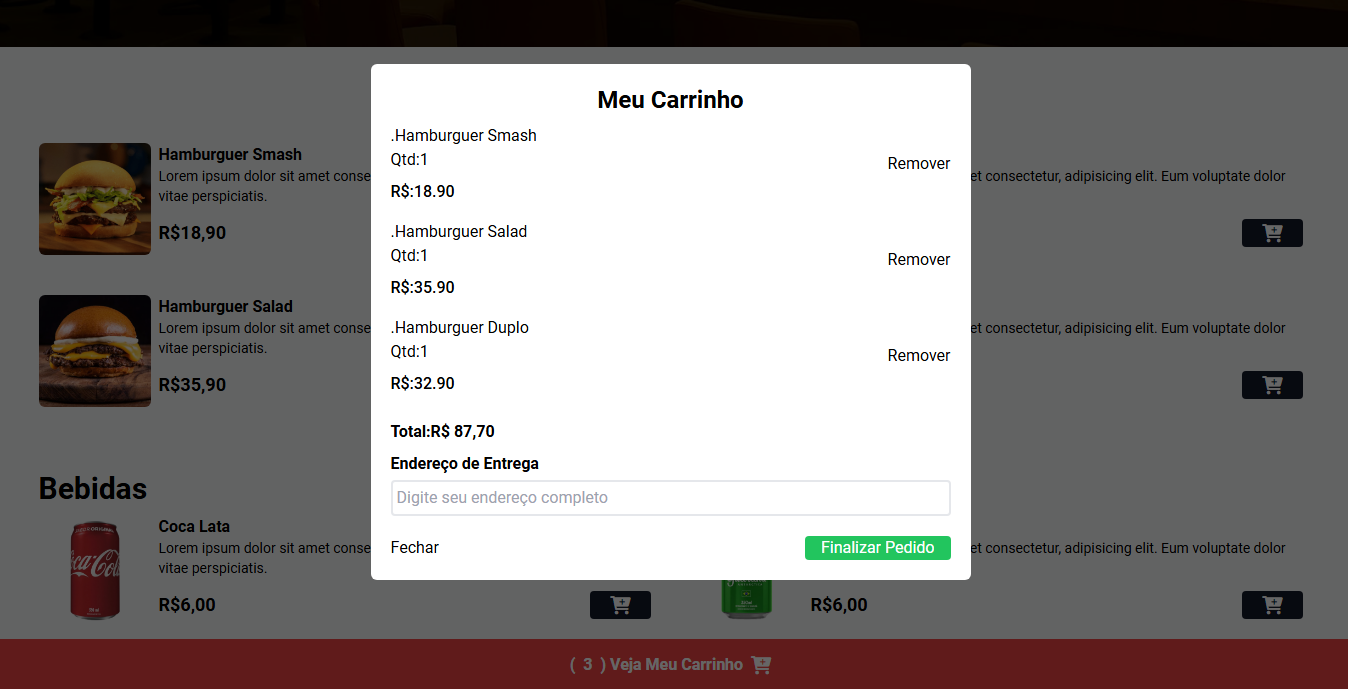 Meu Carrinho
.Hamburguer Smash
Qtd:1
Remover
R$:18.90
.Hamburguer Salad
Qtd:1
Remover
R$:35.90
.Hamburguer Duplo
Qtd:1
Remover
R$:32.90
Total:R$ 87,70
Endereço de Entrega
Digite seu endereço completo
Fechar
Finalizar Pedido
Hamburguer Smash
Lorem ipsum dolor sit amet conse
vitae perspiciatis.
R$18,90
et consectetur, adipisicing elit. Eum voluptate dolor
Hamburguer Salad
Lorem ipsum dolor sit amet conse
vitae perspiciatis.
R$35,90
et consectetur, adipisicing elit. Eum voluptate dolor
Bebidas
Coca Lata
Lorem ipsum dolor sit amet conse
vitae perspiciatis.
R$6,00
et consectetur, adipisicing elit. Eum voluptate dolor
R$6,00
( 3 ) Veja Meu Carrinho